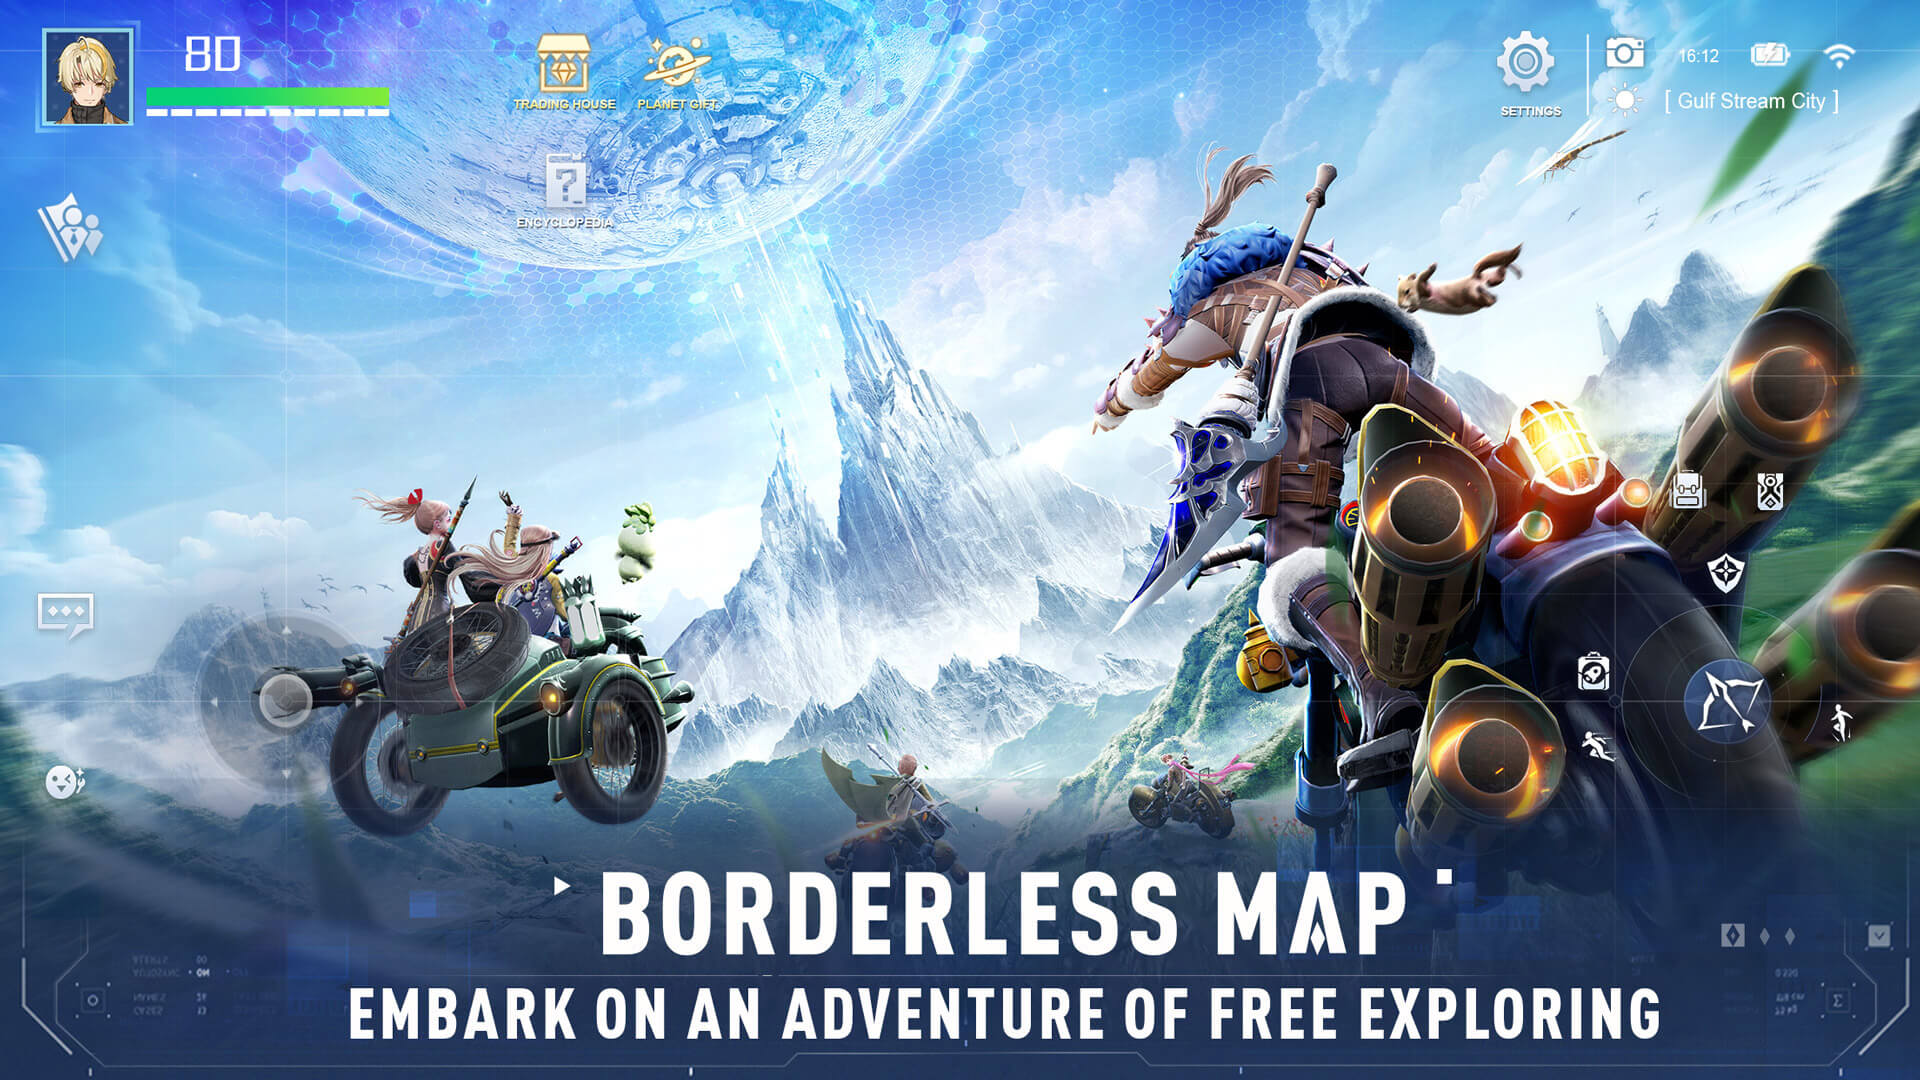 80
TRADING HOUSE
PLANET GIFT
ENCYCLOPEDIA
SETTINGS
16:12
[ Gulf Stream City ]
BORDERLESS MAP
EMBARK ON AN ADVENTURE OF FREE EXPLORING